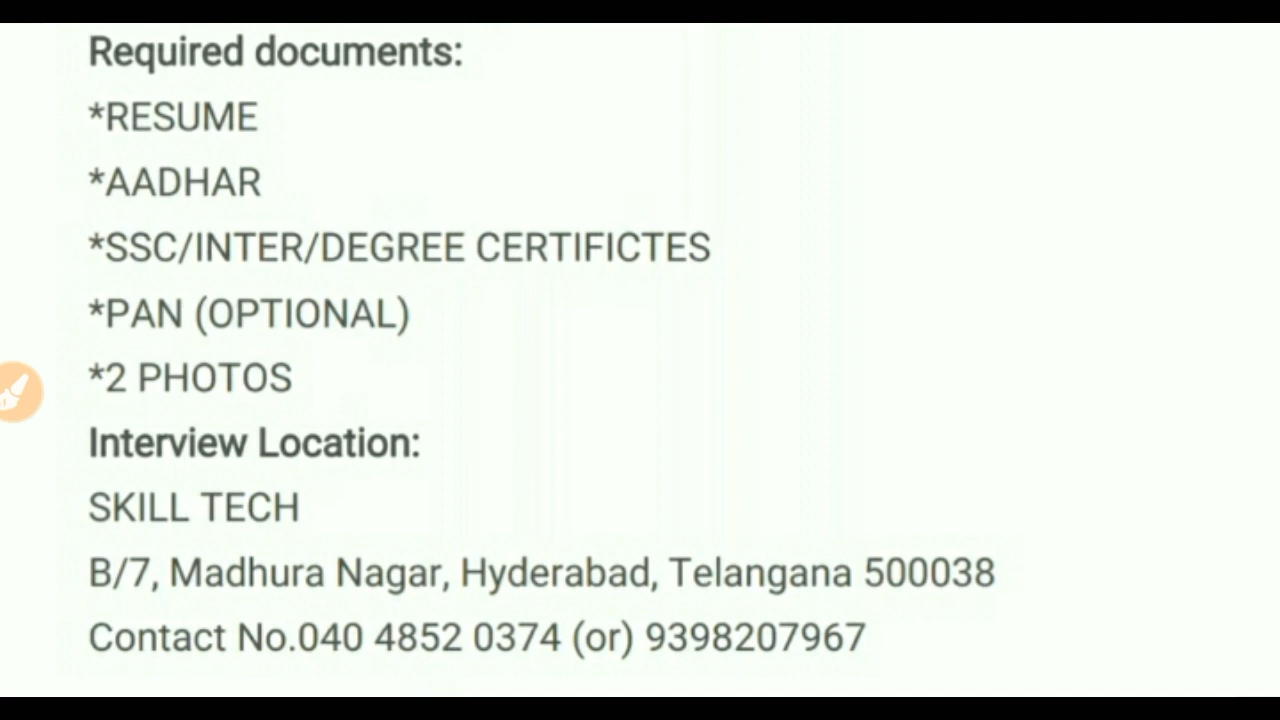 Required documents:
*RESUME
*AADHAR
*SSC/INTER/DEGREE CERTIFICTES
*PAN (OPTIONAL)
*2 PHOTOS
Interview Location:
SKILL TECH
B/7, Madhura Nagar, Hyderabad, Telangana 500038
Contact No.040 4852 0374 (or) 9398207967